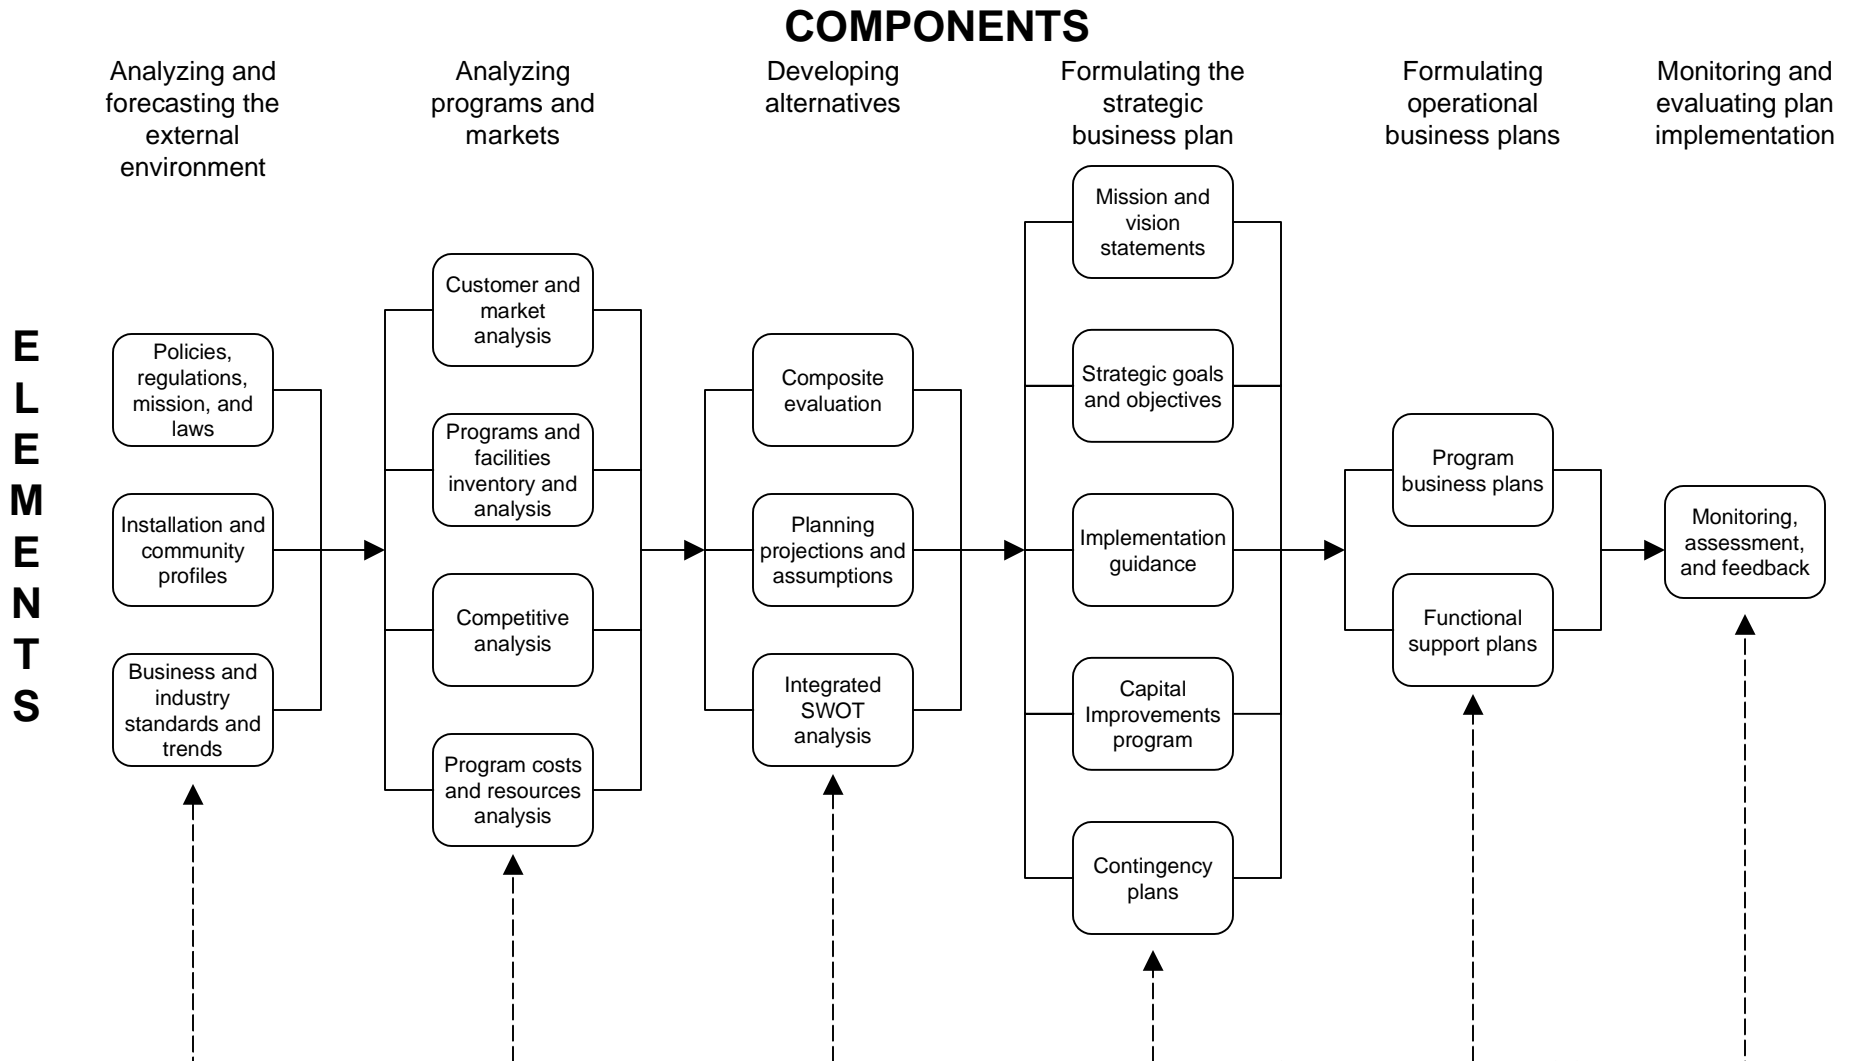 COMPONENTS
Analyzing and
forecasting the
external
environment
Analyzing
programs and
markets
Developing
alternatives
Formulating the
strategic
business plan
Formulating
operational
business plans
Monitoring and
evaluating plan
implementation
E
L
E
M
E
N
T
S
Policies,
regulations,
mission, and
laws
Installation and
community
profiles
Business and
industry
standards and
trends
Customer and
market
analysis
Programs and
facilities
inventory and
analysis
Competitive
analysis
Program costs
and resources
analysis
Composite
evaluation
Planning
projections and
assumptions
Integrated
SWOT
analysis
Mission and
vision
statements
Strategic goals
and objectives
Implementation
guidance
Capital
Improvements
program
Contingency
plans
Program
business plans
Functional
support plans
Monitoring,
assessment,
and feedback